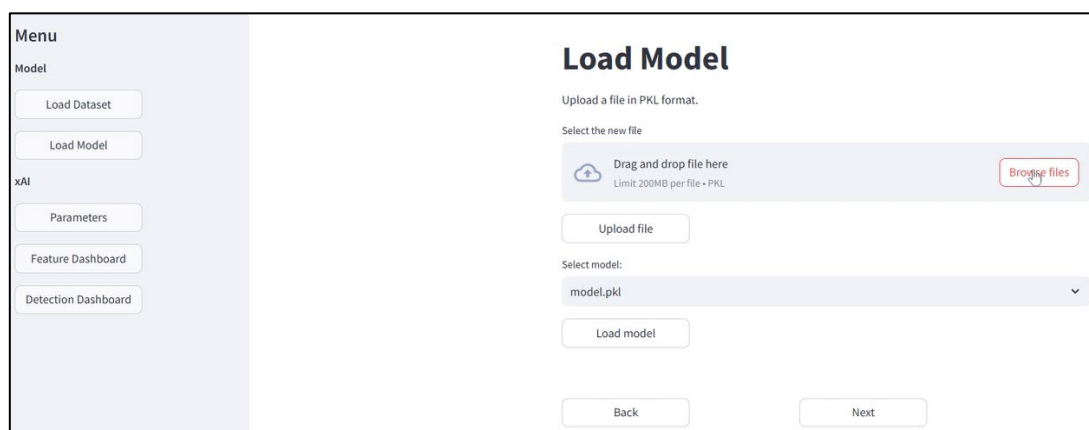 Menu
Model
Load Dataset
Load Model
xAI
Parameters
Feature Dashboard
Detection Dashboard
Load Model
Upload a file in PKL format.
Select the new file
Drag and drop file here
Limit 200MB per file • PKL
Browse files
Upload file
Select model:
model.pkl
Load model
Back
Next